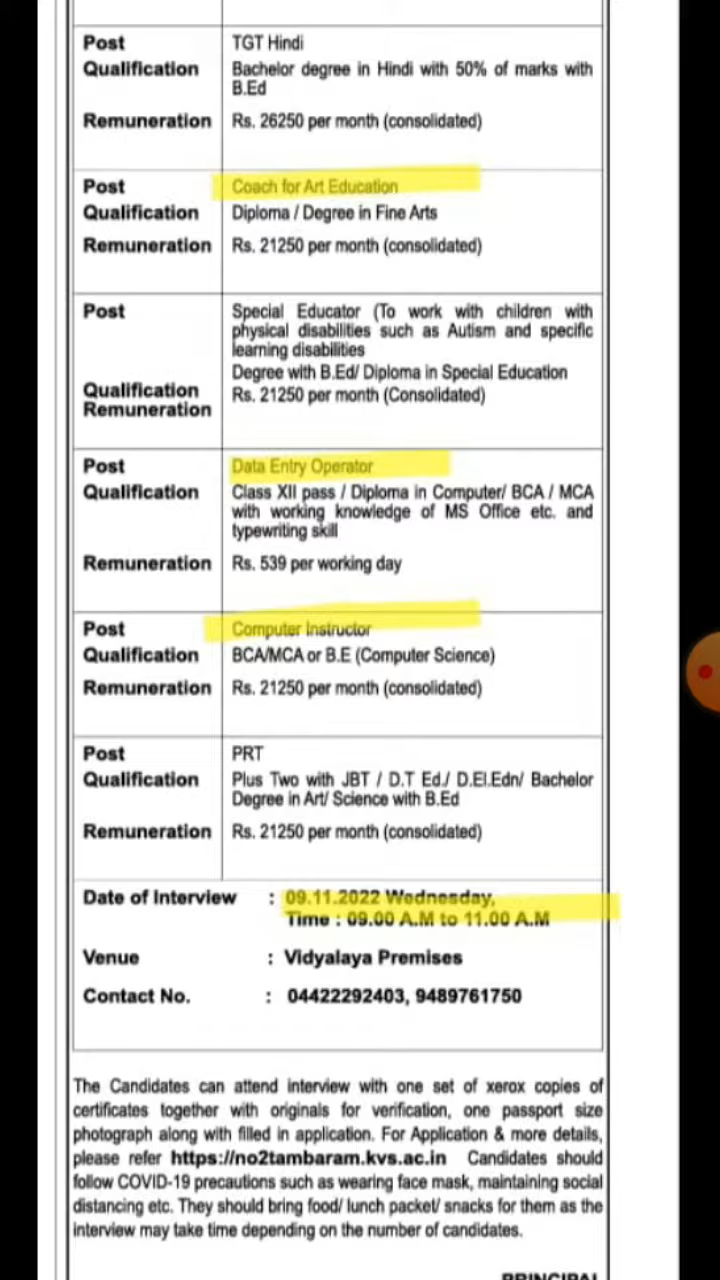 Post TGT Hindi
Qualification Bachelor degree in Hindi with 50% of marks with
B.Ed
Remuneration Rs. 26250 per month (consolidated)
Post Coach for Art Education
Qualification Diploma / Degree in Fine Arts
Remuneration Rs. 21250 per month (consolidated)
Post Special Educator (To work with children with
physical disabilities such as Autism and specific
learning disabilities
Degree with B.Ed/ Diploma in Special Education
Qualification Rs. 21250 per month (Consolidated)
Remuneration
Post Data Entry Operator
Qualification Class XII pass / Diploma in Computer/ BCA / MCA
with working knowledge of MS Office etc. and
typewriting skill
Remuneration Rs. 539 per working day
Post Computer Instructor
Qualification BCA/MCA or B.E (Computer Science)
Remuneration Rs. 21250 per month (consolidated)
Post PRT
Qualification Plus Two with JBT / D.T Ed./ D.El.Edn/ Bachelor
Degree in Art/ Science with B.Ed
Remuneration Rs. 21250 per month (consolidated)
Date of Interview : 09.11.2022 Wednesday,
Time : 09.00 A.M to 11.00 A.M
Venue : Vidyalaya Premises
Contact No. : 04422292403, 9489761750
The Candidates can attend interview with one set of xerox copies of
certificates together with originals for verification, one passport size
photograph along with filled in application. For Application & more details,
please refer https://no2tambaram.kvs.ac.in Candidates should
follow COVID-19 precautions such as wearing face mask, maintaining social
distancing etc. They should bring food/ lunch packet/ snacks for them as the
interview may take time depending on the number of candidates.
PRINCIPAL